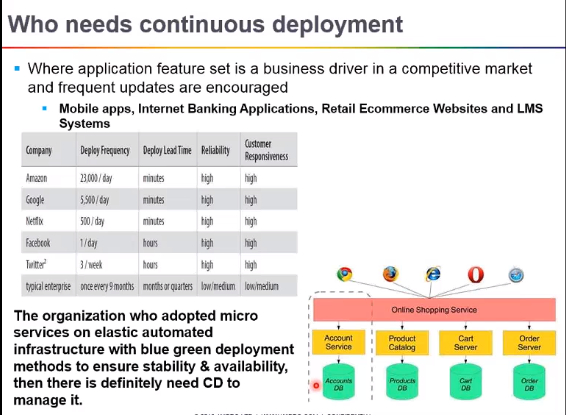 Who needs continuous deployment
Where application feature set is a business driver in a competitive market
and frequent updates are encouraged
Mobile apps, Internet Banking Applications, Retail Ecommerce Websites and LMS
Systems
Company Deploy Frequency Deploy Lead Time Reliability Customer Responsiveness
Amazon 23,000 / day minutes high high
Google 5,500 / day minutes high high
Netflix 500 / day minutes high high
Facebook 1 / day hours high high
Twitter² 3 / week hours high high
typical enterprise once every 9 months months or quarters low/medium low/medium
Online Shopping Service
Account Service
Product Catalog
Cart Server
Order Server
Accounts DB
Products DB
Cart DB
Order DB
The organization who adopted micro
services on elastic automated
infrastructure with blue green deployment
methods to ensure stability & availability,
then there is definitely need CD to
manage it.